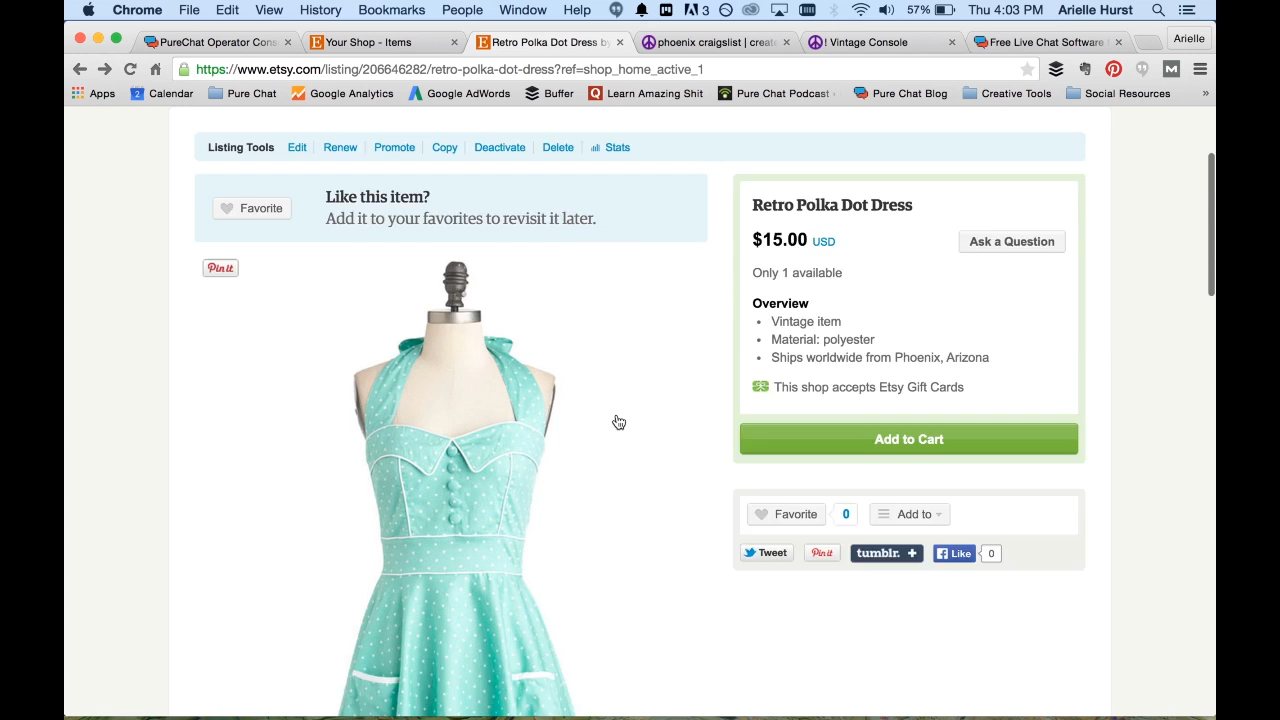 Chrome File Edit View History Bookmarks People Window Help 3 57% Thu 4:03 PM Arielle Hurst
PureChat Operator Cons Your Shop - Items Retro Polka Dot Dress by phoenix craigslist | create ! Vintage Console Free Live Chat Software Arielle
https://www.etsy.com/listing/206646282/retro-polka-dot-dress?ref=shop_home_active_1
Apps 2 Calendar Pure Chat Google Analytics Google AdWords Buffer Learn Amazing Shit Pure Chat Podcast Pure Chat Blog Creative Tools Social Resources »
Listing Tools Edit Renew Promote Copy Deactivate Delete Stats
Favorite
Like this item?
Add it to your favorites to revisit it later.
Pin it
Retro Polka Dot Dress
$15.00 USD
Ask a Question
Only 1 available
Overview
• Vintage item
• Material: polyester
• Ships worldwide from Phoenix, Arizona
This shop accepts Etsy Gift Cards
Add to Cart
Favorite 0 Add to
Tweet Pin it tumblr. + Like 0